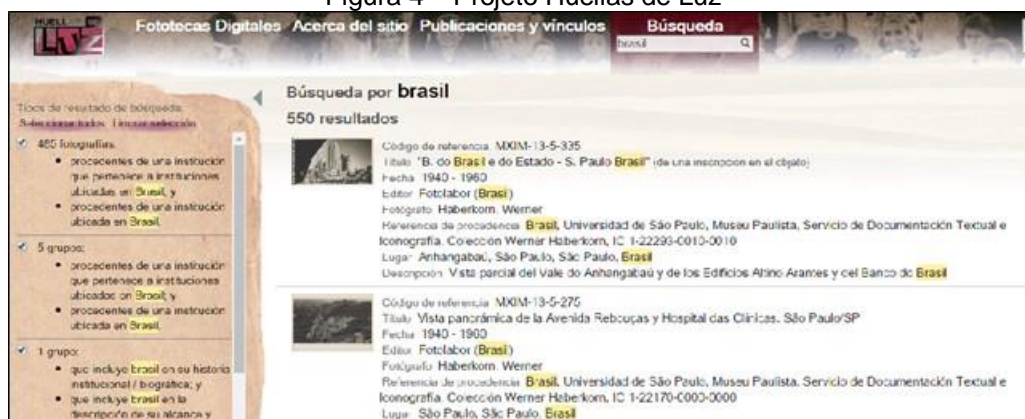 Figura 4 – Projeto Huellas de Luz
HUELL
LUZ
Fototecas Digitales Acerca del sitio Publicaciones y vínculos Búsqueda
brasil
Tipos de resultado de búsqueda:
Seleccionar todos Limpiar selección
485 fotografías:
procedentes de una institución
que pertenece a instituciones
ubicadas en Brasil, y
procedentes de una institución
ubicada en Brasil.
5 grupos:
procedentes de una institución
que pertenece a instituciones
ubicadas en Brasil; y
procedentes de una institución
ubicada en Brasil.
1 grupo:
que incluye brasil en su historia
institucional / biográfica; y
que incluye brasil en la
descripción de su alcance y
Búsqueda por brasil
550 resultados
Código de referencia MXIM-13-5-335
Título "B. do Brasil e do Estado - S. Paulo Brasil" (de una inscripción en el objeto)
Fecha 1940 - 1960
Editor Fotolabor (Brasil)
Fotógrafo Haberkorn, Werner
Referencia de procedencia Brasil, Universidad de São Paulo, Museu Paulista, Servicio de Documentación Textual e
Iconografía. Colección Werner Haberkorn, IC 1-22293-0010-0010
Lugar Anhangabaú, São Paulo, São Paulo, Brasil
Descripción Vista parcial del Vale do Anhangabaú y de los Edificios Altino Arantes y del Banco do Brasil
Código de referencia MXIM-13-5-275
Título Vista panorámica de la Avenida Rebouças y Hospital das Clínicas. São Paulo/SP
Fecha 1940 - 1960
Editor Fotolabor (Brasil)
Fotógrafo Haberkorn, Werner
Referencia de procedencia Brasil, Universidad de São Paulo, Museu Paulista, Servicio de Documentación Textual e
Iconografía. Colección Werner Haberkorn, IC 1-22170-0000-0000
Lugar São Paulo, São Paulo, Brasil